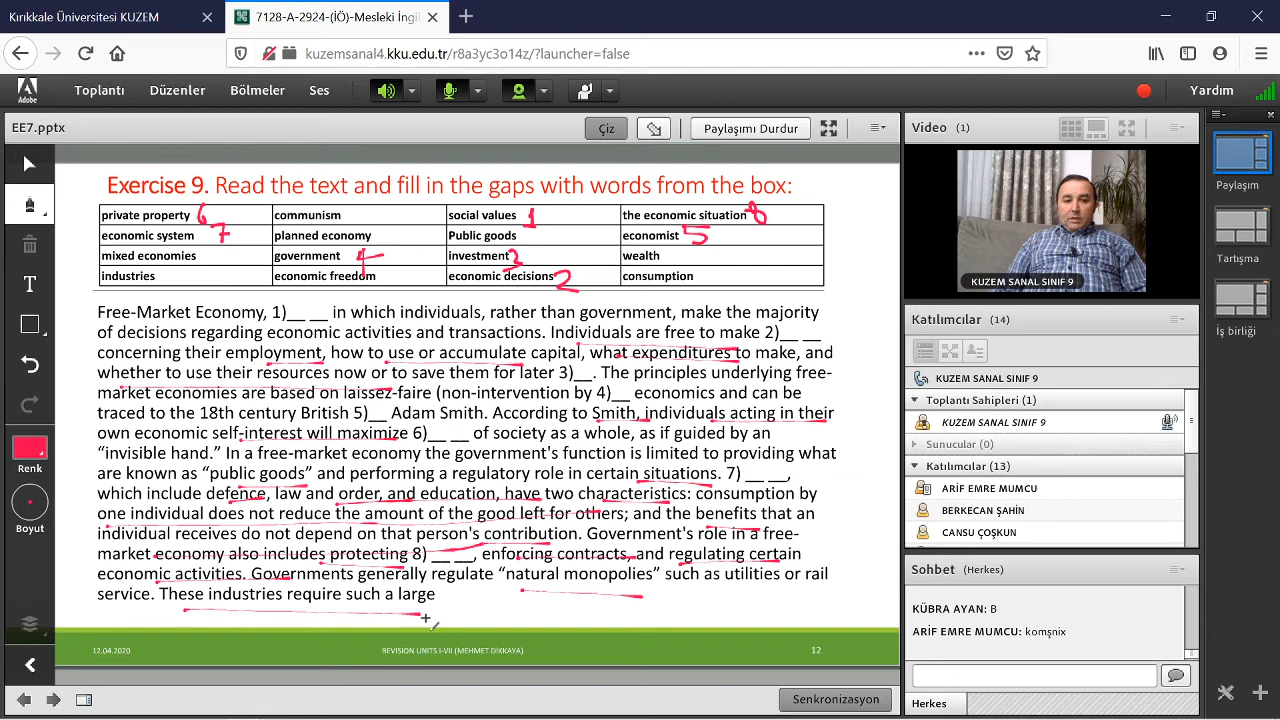 Kırıkkale Üniversitesi KUZEM
7128-A-2924-(İÖ)-Mesleki İngil
kuzemsanal4.kku.edu.tr/r8a3yc3o14z/?launcher=false
Adobe
Toplantı
Düzenler
Bölmeler
Ses
Yardım
EE7.pptx
Çiz
Paylaşımı Durdur
Exercise 9. Read the text and fill in the gaps with words from the box:
private property 6 communism social values 1 the economic situation 8
economic system 7 planned economy Public goods economist 5
mixed economies government 4 investment 3 wealth
industries economic freedom economic decisions 2 consumption
Free-Market Economy, 1)__ __ in which individuals, rather than government, make the majority
of decisions regarding economic activities and transactions. Individuals are free to make 2)__ __
concerning their employment, how to use or accumulate capital, what expenditures to make, and
whether to use their resources now or to save them for later 3)__. The principles underlying free-
market economies are based on laissez-faire (non-intervention by 4)__ economics and can be
traced to the 18th century British 5)__ Adam Smith. According to Smith, individuals acting in their
own economic self-interest will maximize 6)__ __ of society as a whole, as if guided by an
“invisible hand.” In a free-market economy the government's function is limited to providing what
are known as “public goods” and performing a regulatory role in certain situations. 7) __ __,
which include defence, law and order, and education, have two characteristics: consumption by
one individual does not reduce the amount of the good left for others; and the benefits that an
individual receives do not depend on that person's contribution. Government's role in a free-
market economy also includes protecting 8) __ __, enforcing contracts, and regulating certain
economic activities. Governments generally regulate “natural monopolies” such as utilities or rail
service. These industries require such a large
12.04.2020
REVISION UNITS I-VII (MEHMET DIKKAYA)
12
Renk
Boyut
Senkronizasyon
Video (1)
KUZEM SANAL SINIF 9
Katılımcılar (14)
KUZEM SANAL SINIF 9
Toplantı Sahipleri (1)
KUZEM SANAL SINIF 9
Sunucular (0)
Katılımcılar (13)
ARİF EMRE MUMCU
BERKECAN ŞAHİN
CANSU ÇOŞKUN
Sohbet (Herkes)
KÜBRA AYAN: B
ARİF EMRE MUMCU: komşnix
Herkes
Paylaşım
Tartışma
İş birliği